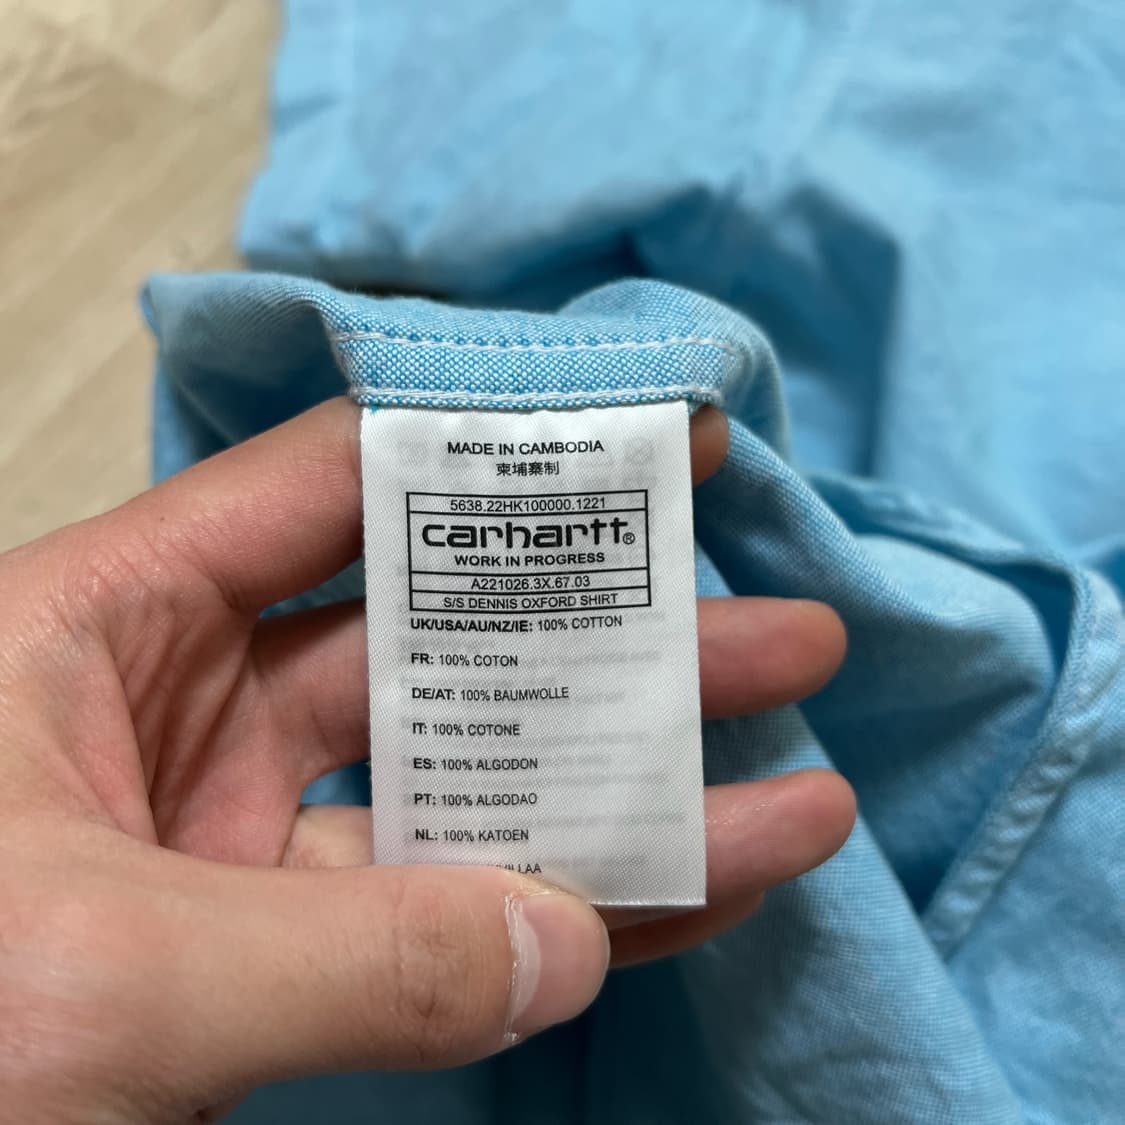 MADE IN CAMBODIA
柬埔寨制
5638.22HK100000.1221
carhartt®
WORK IN PROGRESS
A221026.3X.67.03
S/S DENNIS OXFORD SHIRT
UK/USA/AU/NZ/IE: 100% COTTON
FR: 100% COTON
DE/AT: 100% BAUMWOLLE
IT: 100% COTONE
ES: 100% ALGODON
PT: 100% ALGODAO
NL: 100% KATOEN